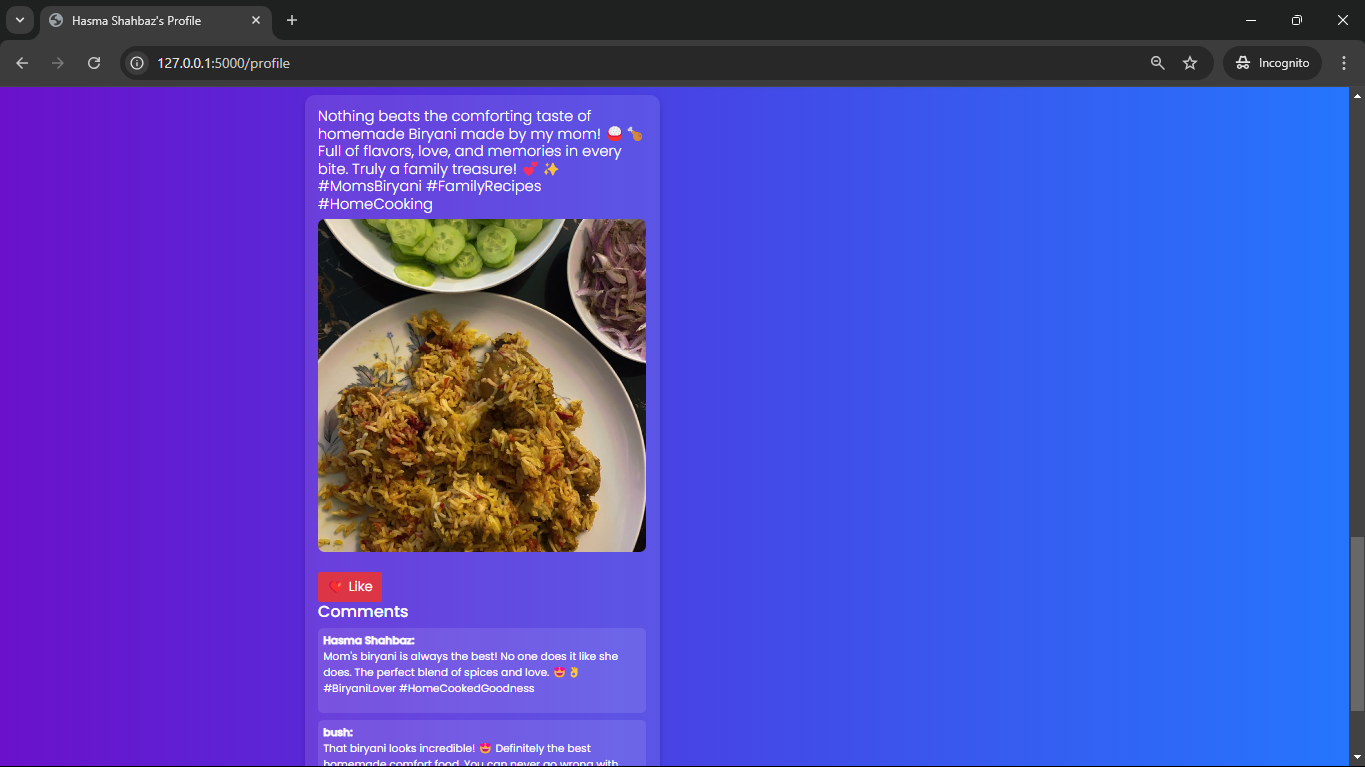 Hasma Shahbaz's Profile
127.0.0.1:5000/profile
Incognito
Nothing beats the comforting taste of
homemade Biryani made by my mom! 🍚 🍗
Full of flavors, love, and memories in every
bite. Truly a family treasure! 💕 ✨
#MomsBiryani #FamilyRecipes
#HomeCooking
❤️ Like
Comments
Hasma Shahbaz:
Mom's biryani is always the best! No one does it like she
does. The perfect blend of spices and love. 😍 👌
#BiryaniLover #HomeCookedGoodness
bush:
That biryani looks incredible! 😍 Definitely the best
homemade comfort food. You can never go wrong with